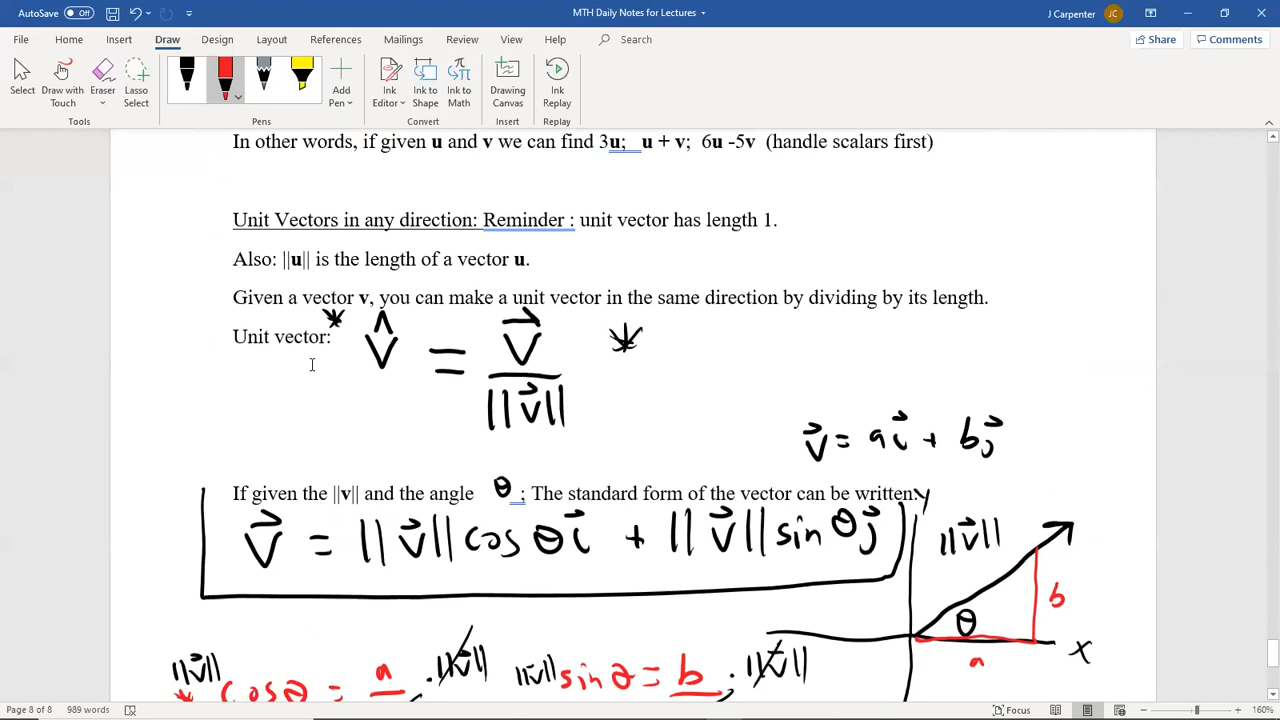 AutoSave Off MTH Daily Notes for Lectures J Carpenter JC
File Home Insert Draw Design Layout References Mailings Review View Help Search Share Comments
Select Draw with Touch Eraser Lasso Select Add Pen Ink Editor Ink to Shape Ink to Math Drawing Canvas Ink Replay
Tools Pens Convert Insert Replay
In other words, if given u and v we can find 3u; u + v; 6u -5v (handle scalars first)
Unit Vectors in any direction: Reminder : unit vector has length 1.
Also: ||u|| is the length of a vector u.
Given a vector v, you can make a unit vector in the same direction by dividing by its length.
Unit vector: * v̂ = v⃗ / ||v⃗|| *
v⃗ = ai⃗ + bj⃗
If given the ||v|| and the angle θ ; The standard form of the vector can be written:
v⃗ = ||v⃗|| cos θ i⃗ + ||v⃗|| sin θ j⃗
y
||v⃗||
b
θ
a
x
||v⃗|| * cos θ = a · ||v⃗|| ||v⃗|| sin θ = b · ||v⃗||
Page 8 of 8 989 words Focus 160%